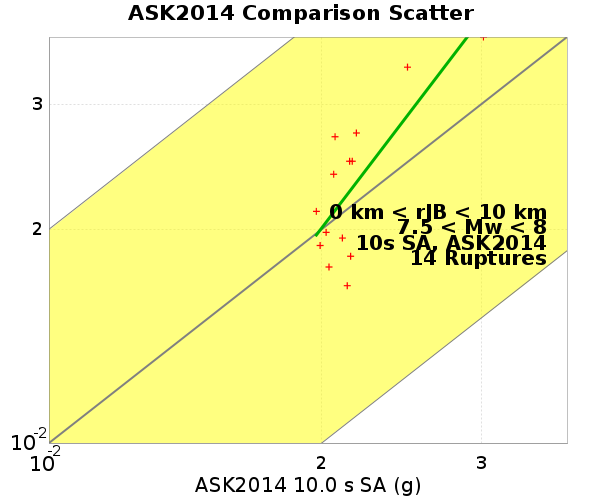 ASK2014 Comparison Scatter
3
2
10-2
0 km < rJB < 10 km
7.5 < Mw < 8
10s SA, ASK2014
14 Ruptures
10-2
2
3
ASK2014 10.0 s SA (g)